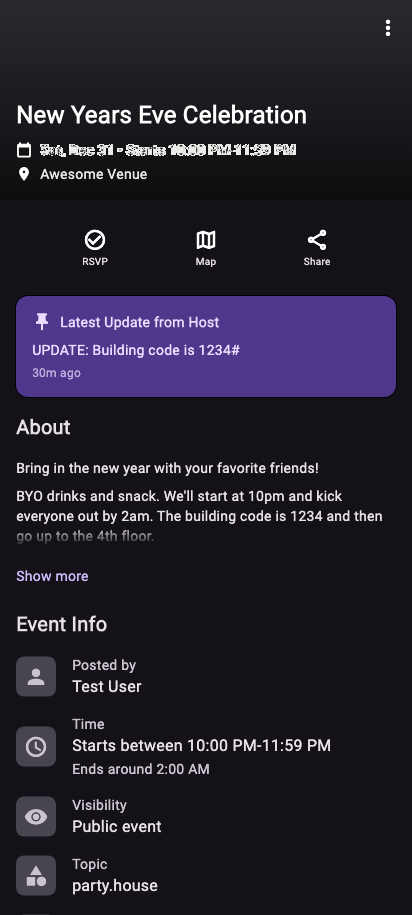 New Years Eve Celebration
Sat, Dec 31 • Starts 10:00 PM-11:59 PM
Awesome Venue
RSVP
Map
Share
Latest Update from Host
UPDATE: Building code is 1234#
30m ago
About
Bring in the new year with your favorite friends!
BYO drinks and snack. We'll start at 10pm and kick
everyone out by 2am. The building code is 1234 and then
go up to the 4th floor.
Show more
Event Info
Posted by
Test User
Time
Starts between 10:00 PM-11:59 PM
Ends around 2:00 AM
Visibility
Public event
Topic
party.house